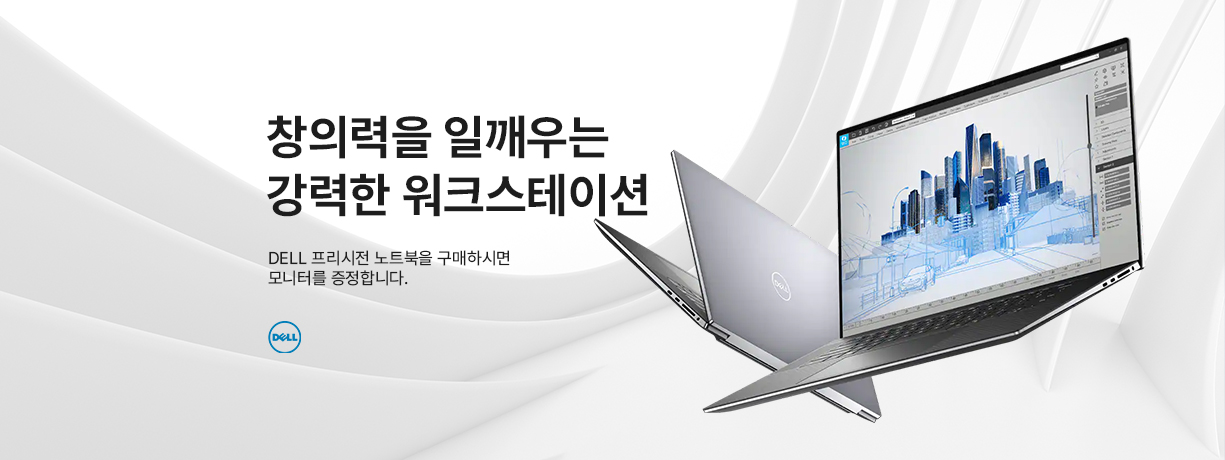 창의력을 일깨우는
강력한 워크스테이션
DELL 프리시전 노트북을 구매하시면
모니터를 증정합니다.
DELL
DELL